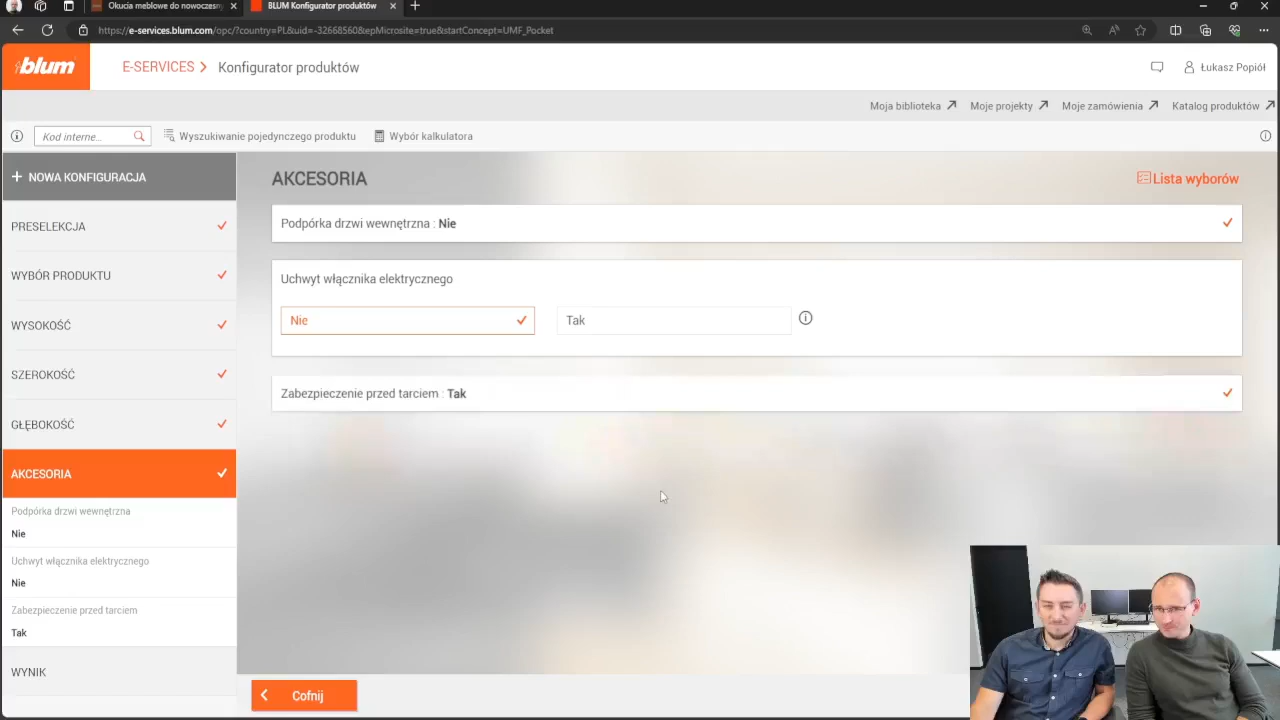 Okucia meblowe do nowoczesn
BLUM Konfigurator produktów
https://e-services.blum.com/opc/?country=PL&uid=-32668560&epMicrosite=true&startConcept=UMF_Pocket
blum
E-SERVICES
Konfigurator produktów
Łukasz Popiół
Moja biblioteka
Moje projekty
Moje zamówienia
Katalog produktów
Kod interne...
Wyszukiwanie pojedynczego produktu
Wybór kalkulatora
+ NOWA KONFIGURACJA
PRESELEKCJA
WYBÓR PRODUKTU
WYSOKOŚĆ
SZEROKOŚĆ
GŁĘBOKOŚĆ
AKCESORIA
Podpórka drzwi wewnętrzna
Nie
Uchwyt włącznika elektrycznego
Nie
Zabezpieczenie przed tarciem
Tak
WYNIK
AKCESORIA
Lista wyborów
Podpórka drzwi wewnętrzna : Nie
Uchwyt włącznika elektrycznego
Nie
Tak
Zabezpieczenie przed tarciem : Tak
Cofnij